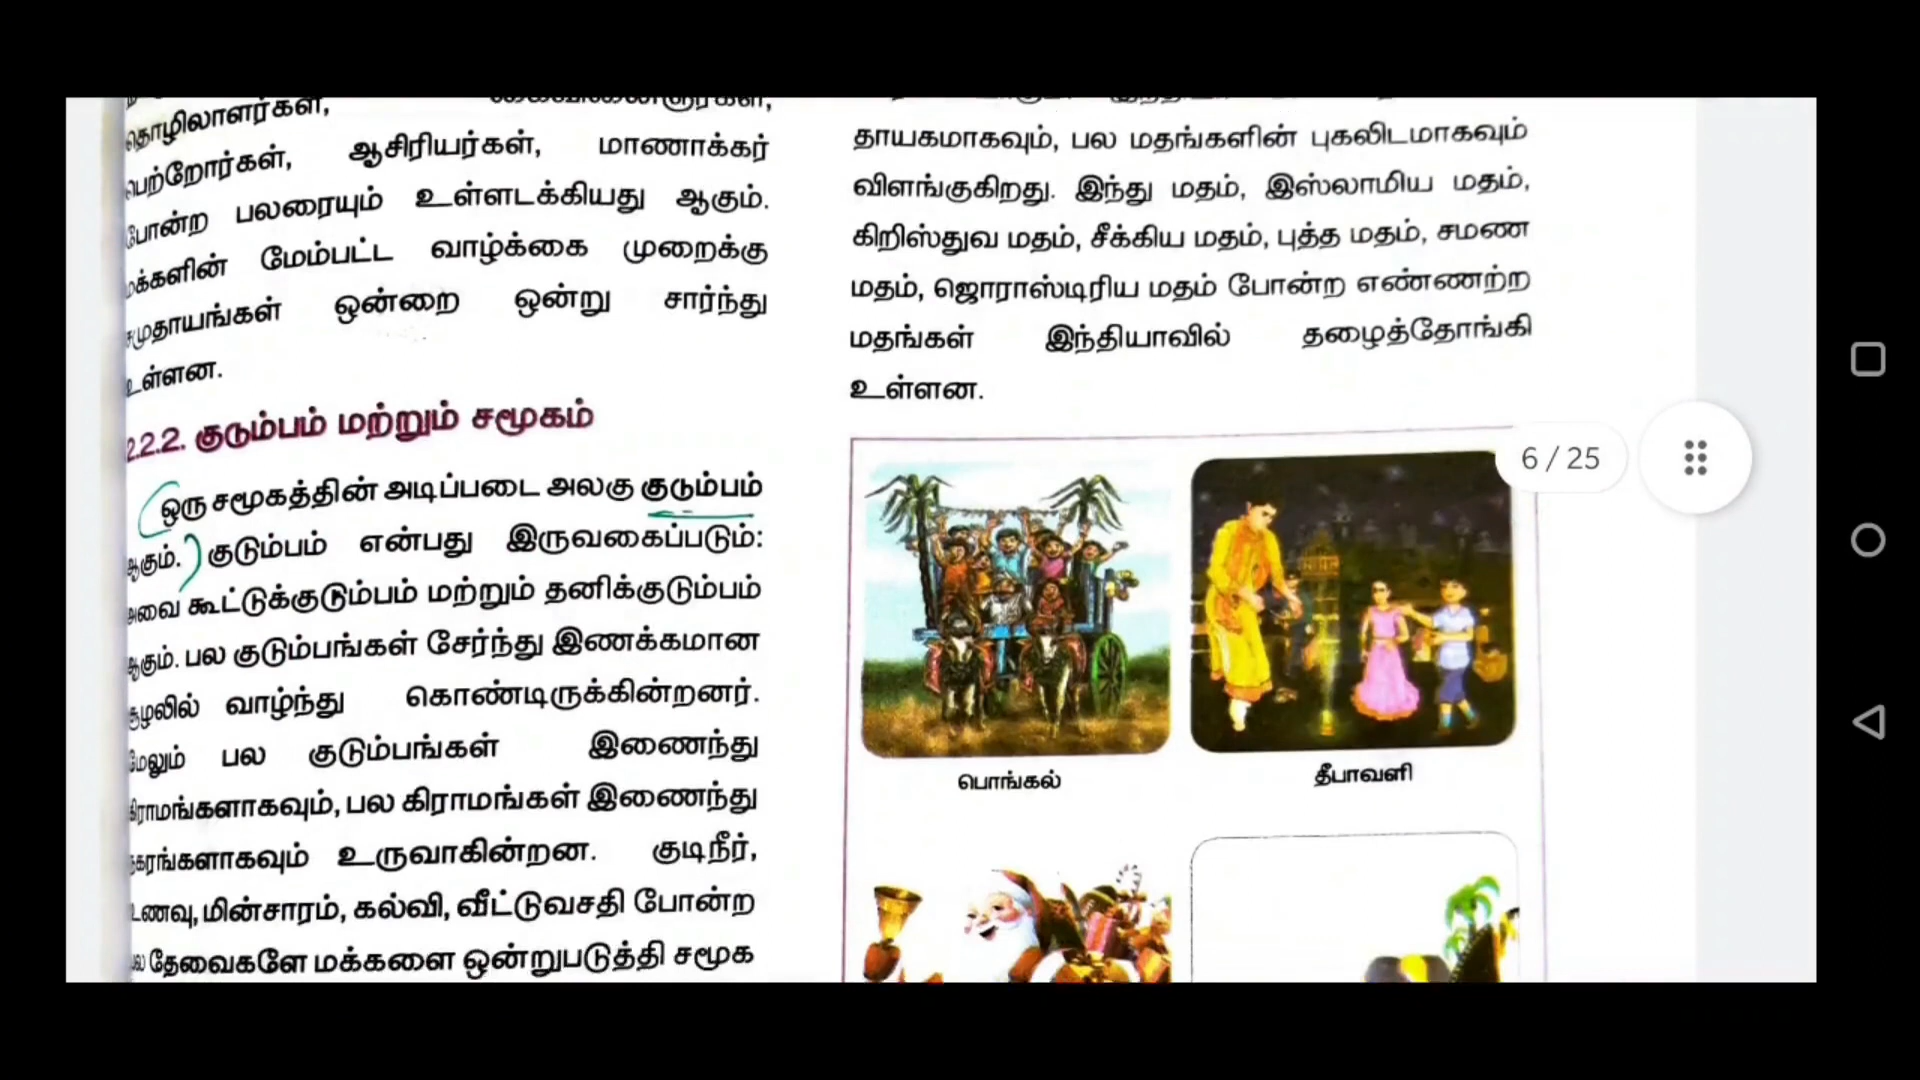 தொழிலாளர்கள், கைவினைஞர்கள்,
பெற்றோர்கள், ஆசிரியர்கள், மாணாக்கர்
போன்ற பலரையும் உள்ளடக்கியது ஆகும்.
மக்களின் மேம்பட்ட வாழ்க்கை முறைக்கு
சமுதாயங்கள் ஒன்றை ஒன்று சார்ந்து
உள்ளன.
2.2.2. குடும்பம் மற்றும் சமூகம்
ஒரு சமூகத்தின் அடிப்படை அலகு குடும்பம்
ஆகும். குடும்பம் என்பது இருவகைப்படும்:
அவை கூட்டுக்குடும்பம் மற்றும் தனிக்குடும்பம்
ஆகும். பல குடும்பங்கள் சேர்ந்து இணக்கமான
சூழலில் வாழ்ந்து கொண்டிருக்கின்றனர்.
மேலும் பல குடும்பங்கள் இணைந்து
கிராமங்களாகவும், பல கிராமங்கள் இணைந்து
நகரங்களாகவும் உருவாகின்றன. குடிநீர்,
உணவு, மின்சாரம், கல்வி, வீட்டுவசதி போன்ற
பல தேவைகளே மக்களை ஒன்றுபடுத்தி சமூக
தாயகமாகவும், பல மதங்களின் புகலிடமாகவும்
விளங்குகிறது. இந்து மதம், இஸ்லாமிய மதம்,
கிறிஸ்துவ மதம், சீக்கிய மதம், புத்த மதம், சமண
மதம், ஜொராஸ்டிரிய மதம் போன்ற எண்ணற்ற
மதங்கள் இந்தியாவில் தழைத்தோங்கி
உள்ளன.
பொங்கல்
தீபாவளி
6 / 25